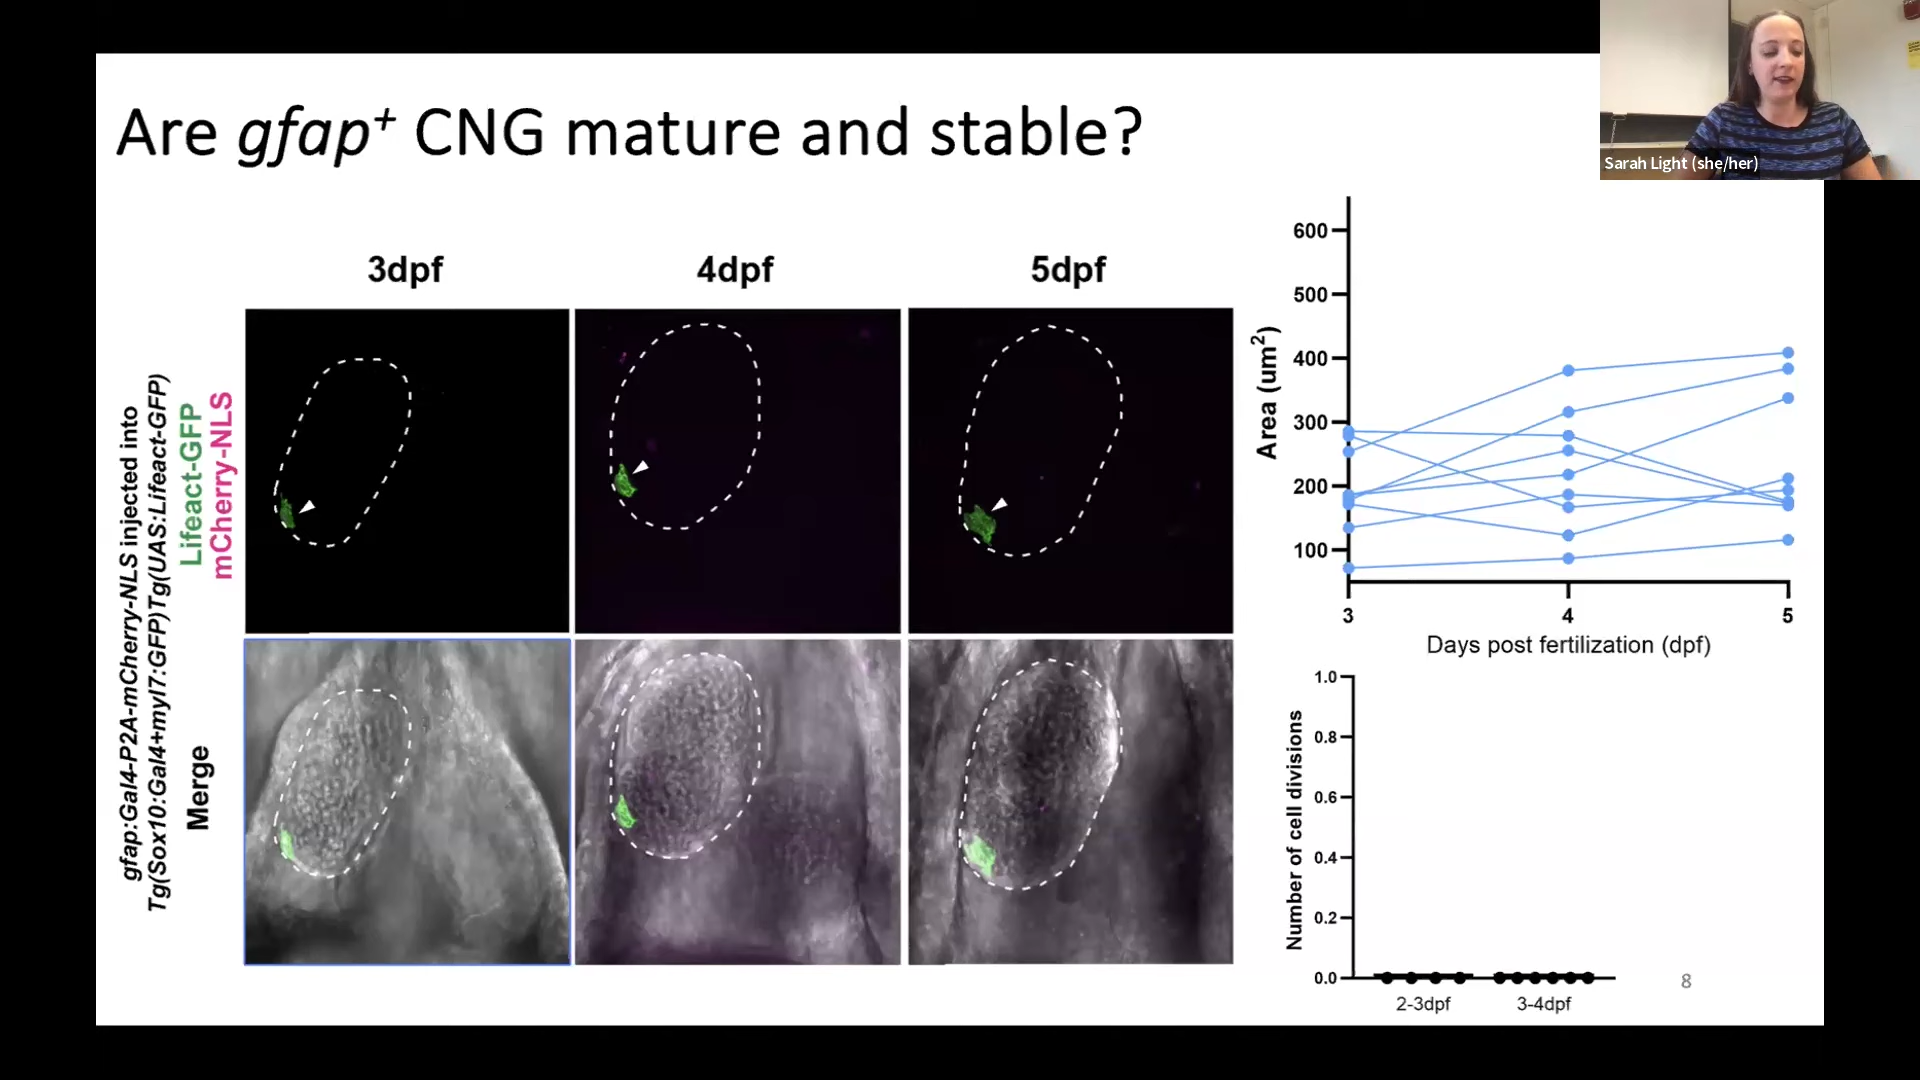 Are gfap⁺ CNG mature and stable?
Sarah Light (she/her)
3dpf
4dpf
5dpf
gfap:Gal4-P2A-mCherry-NLS injected into
Tg(Sox10:Gal4+myl7:GFP)Tg(UAS:Lifeact-GFP)
Lifeact-GFP
mCherry-NLS
Merge
Area (um²)
600
500
400
300
200
100
3
4
5
Days post fertilization (dpf)
Number of cell divisions
1.0
0.8
0.6
0.4
0.2
0.0
2-3dpf
3-4dpf
8